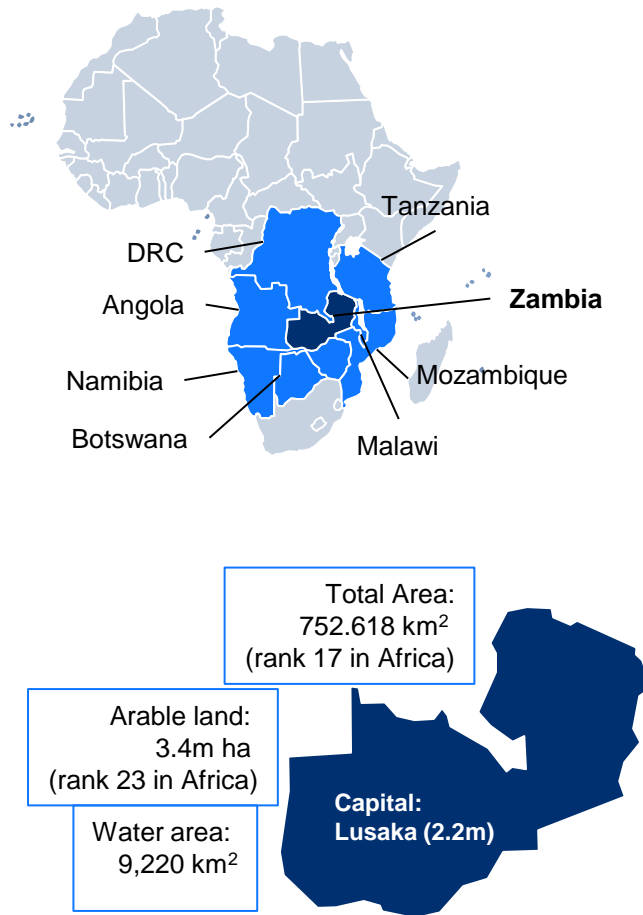 Tanzania
DRC
Zambia
Angola
Namibia
Mozambique
Botswana
Malawi
Total Area:
752.618 km²
(rank 17 in Africa)
Arable land:
3.4m ha
(rank 23 in Africa)
Capital:
Lusaka (2.2m)
Water area:
9,220 km²